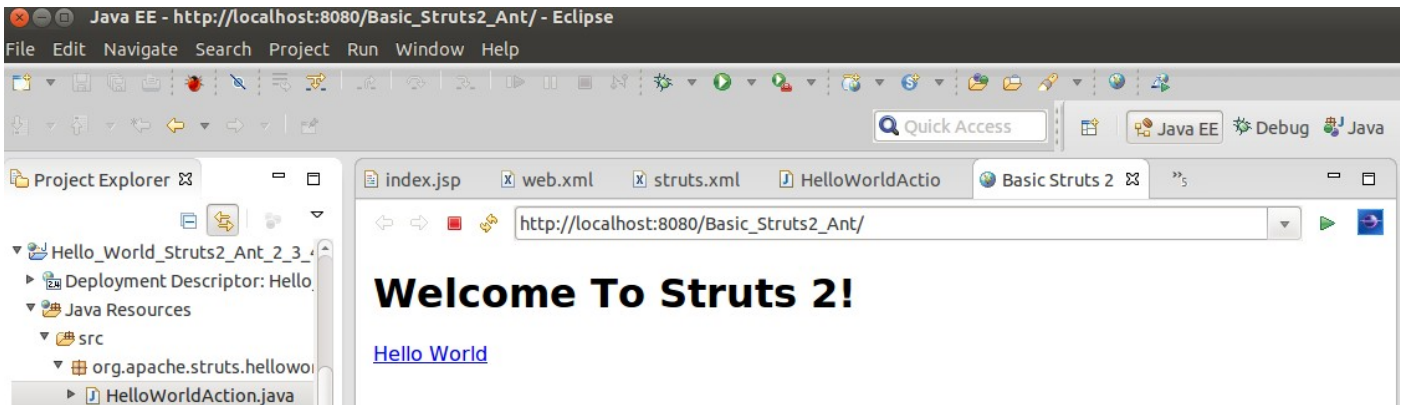 Java EE - http://localhost:8080/Basic_Struts2_Ant/ - Eclipse
File Edit Navigate Search Project Run Window Help
Quick Access
Java EE
Debug
Java
Project Explorer
index.jsp
web.xml
struts.xml
HelloWorldActio
Basic Struts 2
»5
http://localhost:8080/Basic_Struts2_Ant/
Hello_World_Struts2_Ant_2_3_
Deployment Descriptor: Hello_
Java Resources
src
org.apache.struts.hellowo
HelloWorldAction.java
Welcome To Struts 2!
Hello World